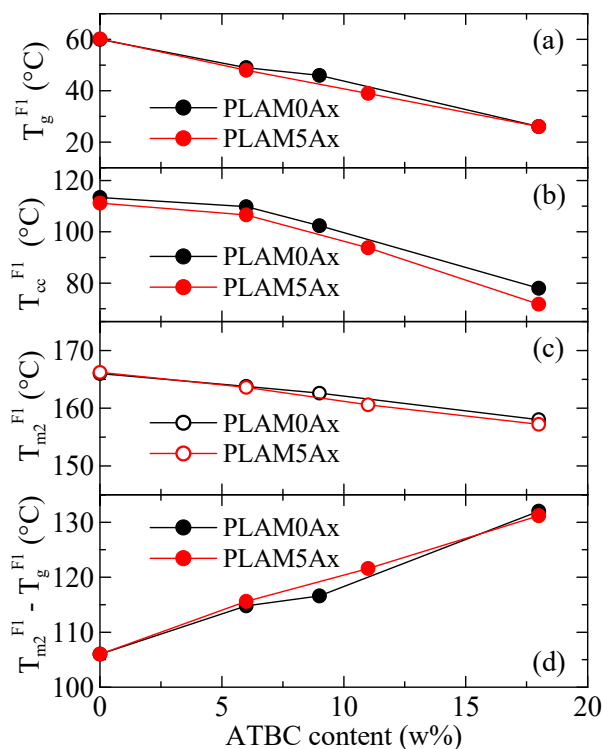 60
40
20
T_g^F1 (°C)
(a)
PLAM0Ax
PLAM5Ax
120
100
80
T_cc^F1 (°C)
(b)
PLAM0Ax
PLAM5Ax
170
160
150
T_m2^F1 (°C)
(c)
PLAM0Ax
PLAM5Ax
130
120
110
100
T_m2^F1 - T_g^F1 (°C)
PLAM0Ax
PLAM5Ax
(d)
0 5 10 15 20
ATBC content (w%)